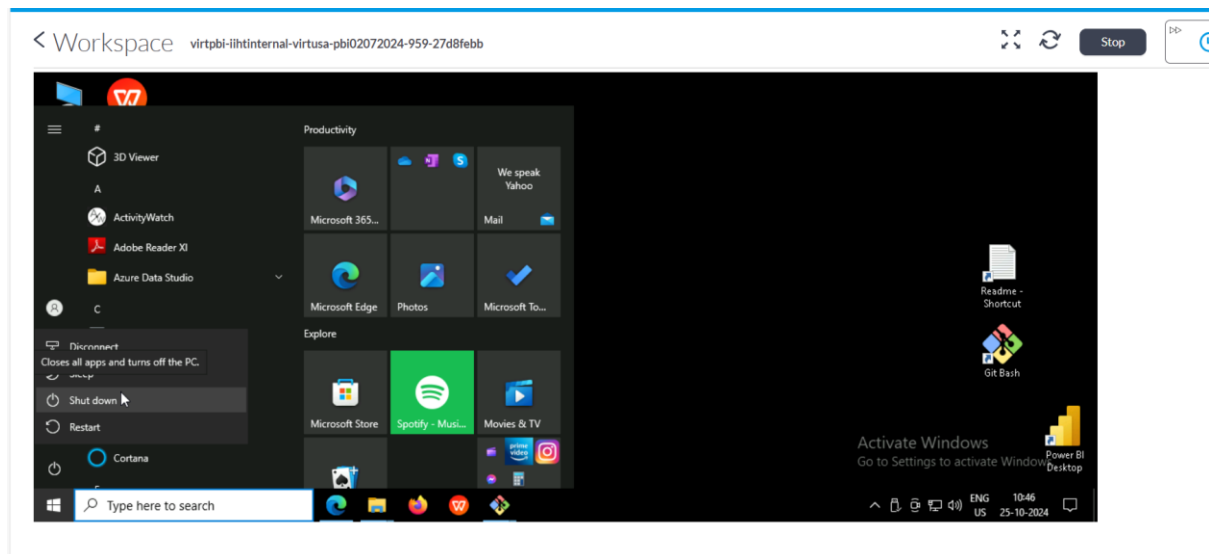 Workspace virtpbi-iihtinternal-virtusa-pbi02072024-959-27d8febb
Stop
#
3D Viewer
A
ActivityWatch
Adobe Reader XI
Azure Data Studio
C
Disconnect
Closes all apps and turns off the PC.
Sleep
Shut down
Restart
Cortana
Productivity
We speak
Yahoo
Microsoft 365...
Mail
Microsoft Edge
Photos
Microsoft To...
Explore
Microsoft Store
Spotify - Musi...
Movies & TV
prime
video
Readme -
Shortcut
Git Bash
Power BI
Desktop
Activate Windows
Go to Settings to activate Windows
Type here to search
ENG
US
10:46
25-10-2024